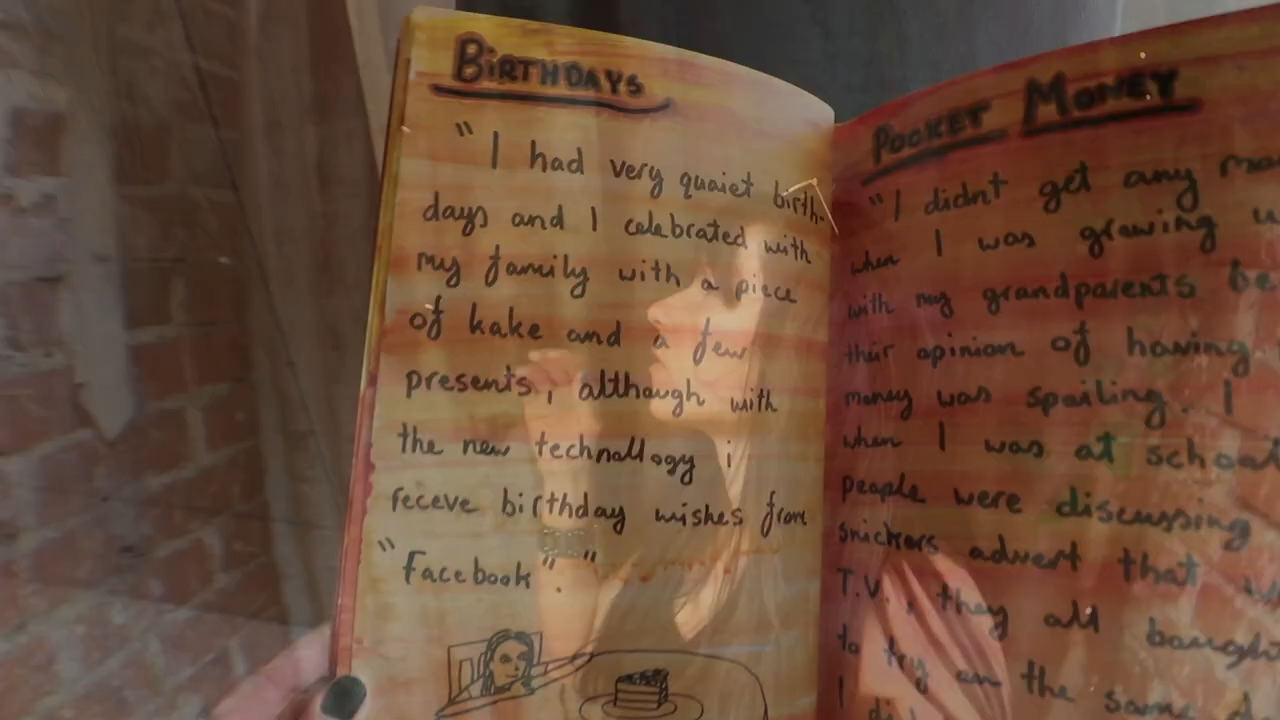 BIRTHDAYS
"I had very quaiet birth-
days and I celebrated with
my family with a piece
of kake and a few
presents, although with
the new technallogy i
receve birthday wishes from
"Facebook"."
POCKET MONEY
"I didnt get any
when I was growing
with my grandparents
their opinion of having
money was spoiling. I
when I was at school
people were discussing
snickers advert that
T.V., they all bought
to try on the same
I